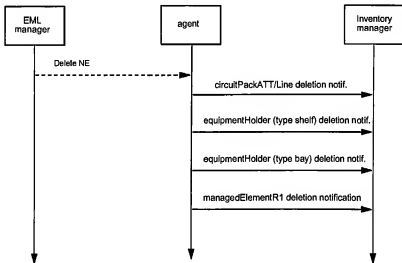 EML
manager
agent
Inventory
manager
Delete NE
circuitPackATT/Line deletion notif.
equipmentHolder (type shelf) deletion notif.
equipmentHolder (type bay) deletion notif.
managedElementR1 deletion notification